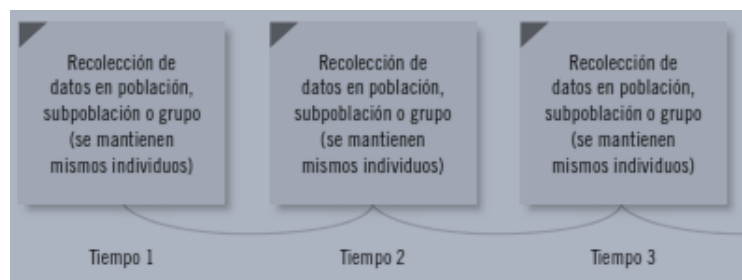 Recolección de
datos en población,
subpoblación o grupo
(se mantienen
mismos individuos)
Recolección de
datos en población,
subpoblación o grupo
(se mantienen
mismos individuos)
Recolección de
datos en población,
subpoblación o grupo
(se mantienen
mismos individuos)
Tiempo 1
Tiempo 2
Tiempo 3